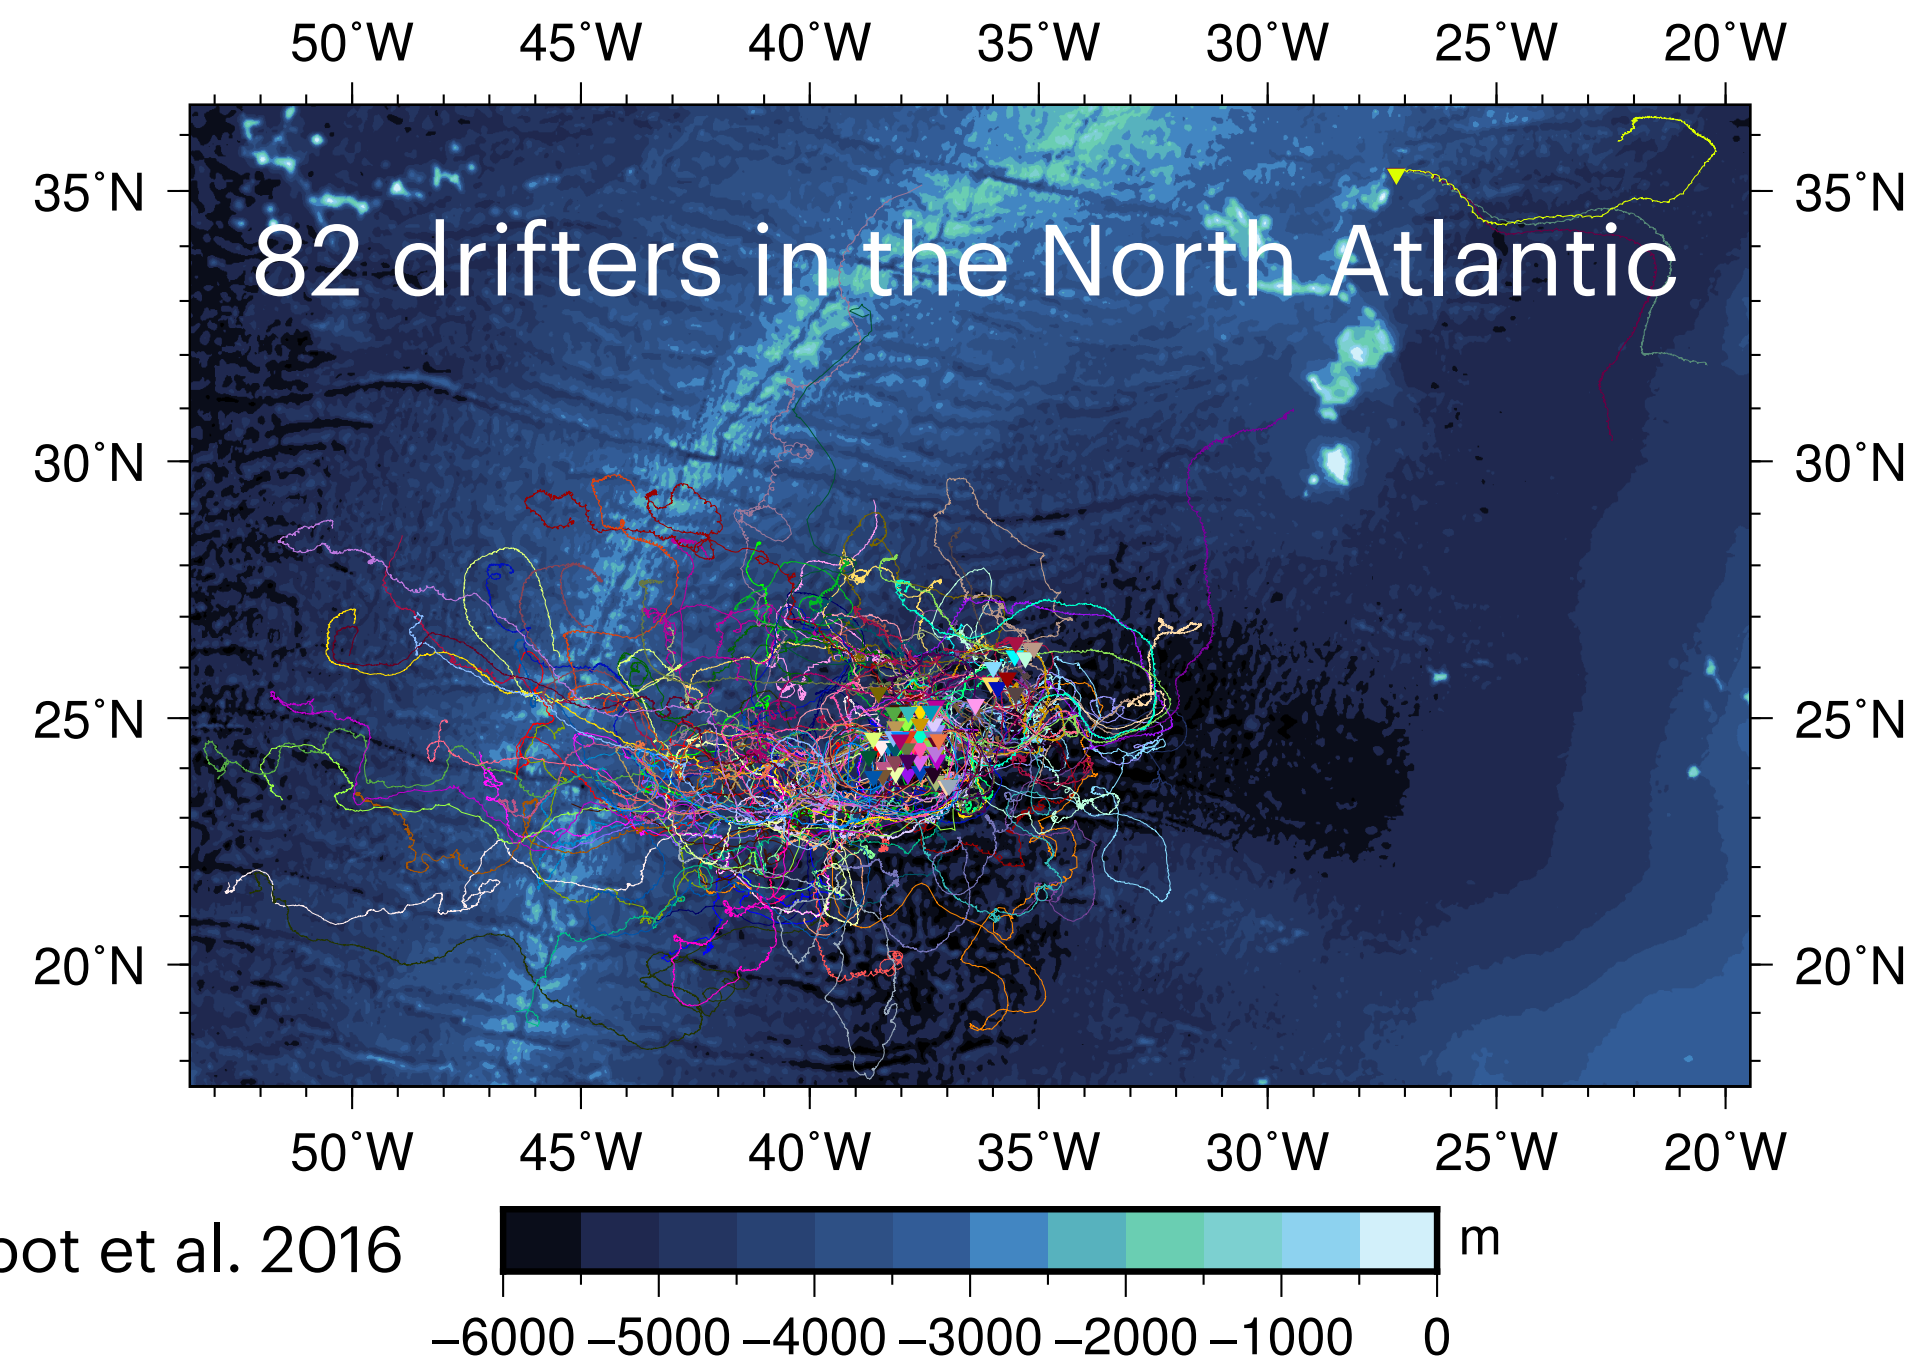 50°W 45°W 40°W 35°W 30°W 25°W 20°W
35°N 35°N
82 drifters in the North Atlantic
30°N 30°N
25°N 25°N
20°N 20°N
50°W 45°W 40°W 35°W 30°W 25°W 20°W
et al. 2016
m
−6000 −5000 −4000 −3000 −2000 −1000 0